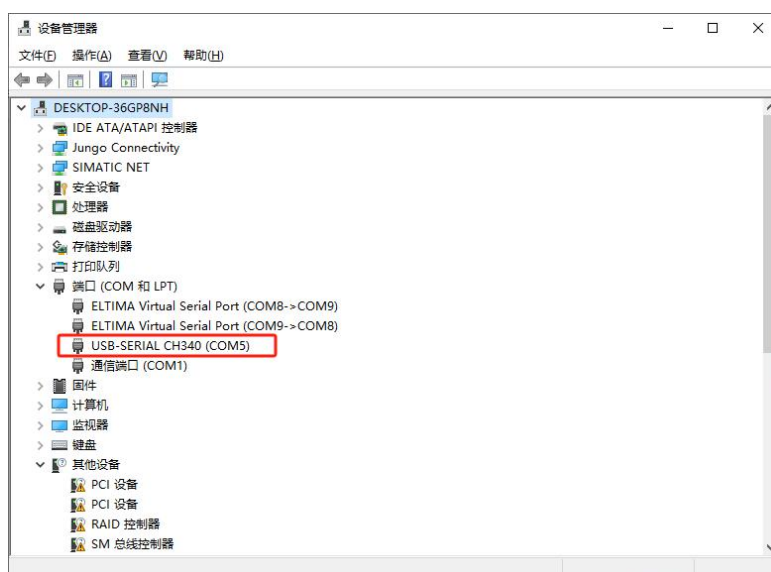 设备管理器
文件(F) 操作(A) 查看(V) 帮助(H)
DESKTOP-36GP8NH
IDE ATA/ATAPI 控制器
Jungo Connectivity
SIMATIC NET
安全设备
处理器
磁盘驱动器
存储控制器
打印队列
端口 (COM 和 LPT)
ELTIMA Virtual Serial Port (COM8->COM9)
ELTIMA Virtual Serial Port (COM9->COM8)
USB-SERIAL CH340 (COM5)
通信端口 (COM1)
固件
计算机
监视器
键盘
其他设备
PCI 设备
PCI 设备
RAID 控制器
SM 总线控制器